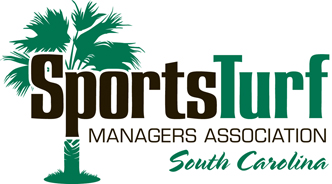 SportsTurf
MANAGERS ASSOCIATION
South Carolina